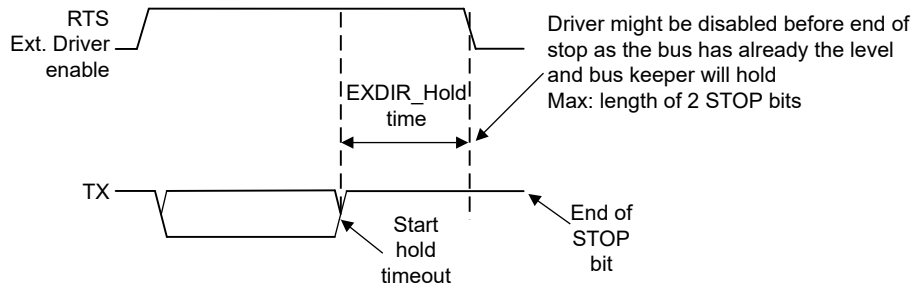 RTS
Ext. Driver
enable
Driver might be disabled before end of
stop as the bus has already the level
and bus keeper will hold
Max: length of 2 STOP bits
EXDIR_Hold
time
TX
Start
hold
timeout
End of
STOP
bit